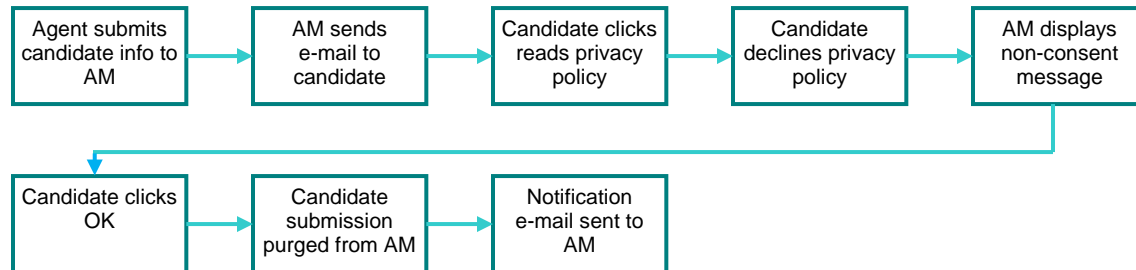 Agent submits
candidate info to
AM
AM sends
e-mail to
candidate
Candidate clicks
reads privacy
policy
Candidate
declines privacy
policy
AM displays
non-consent
message
Candidate clicks
OK
Candidate
submission
purged from AM
Notification
e-mail sent to
AM